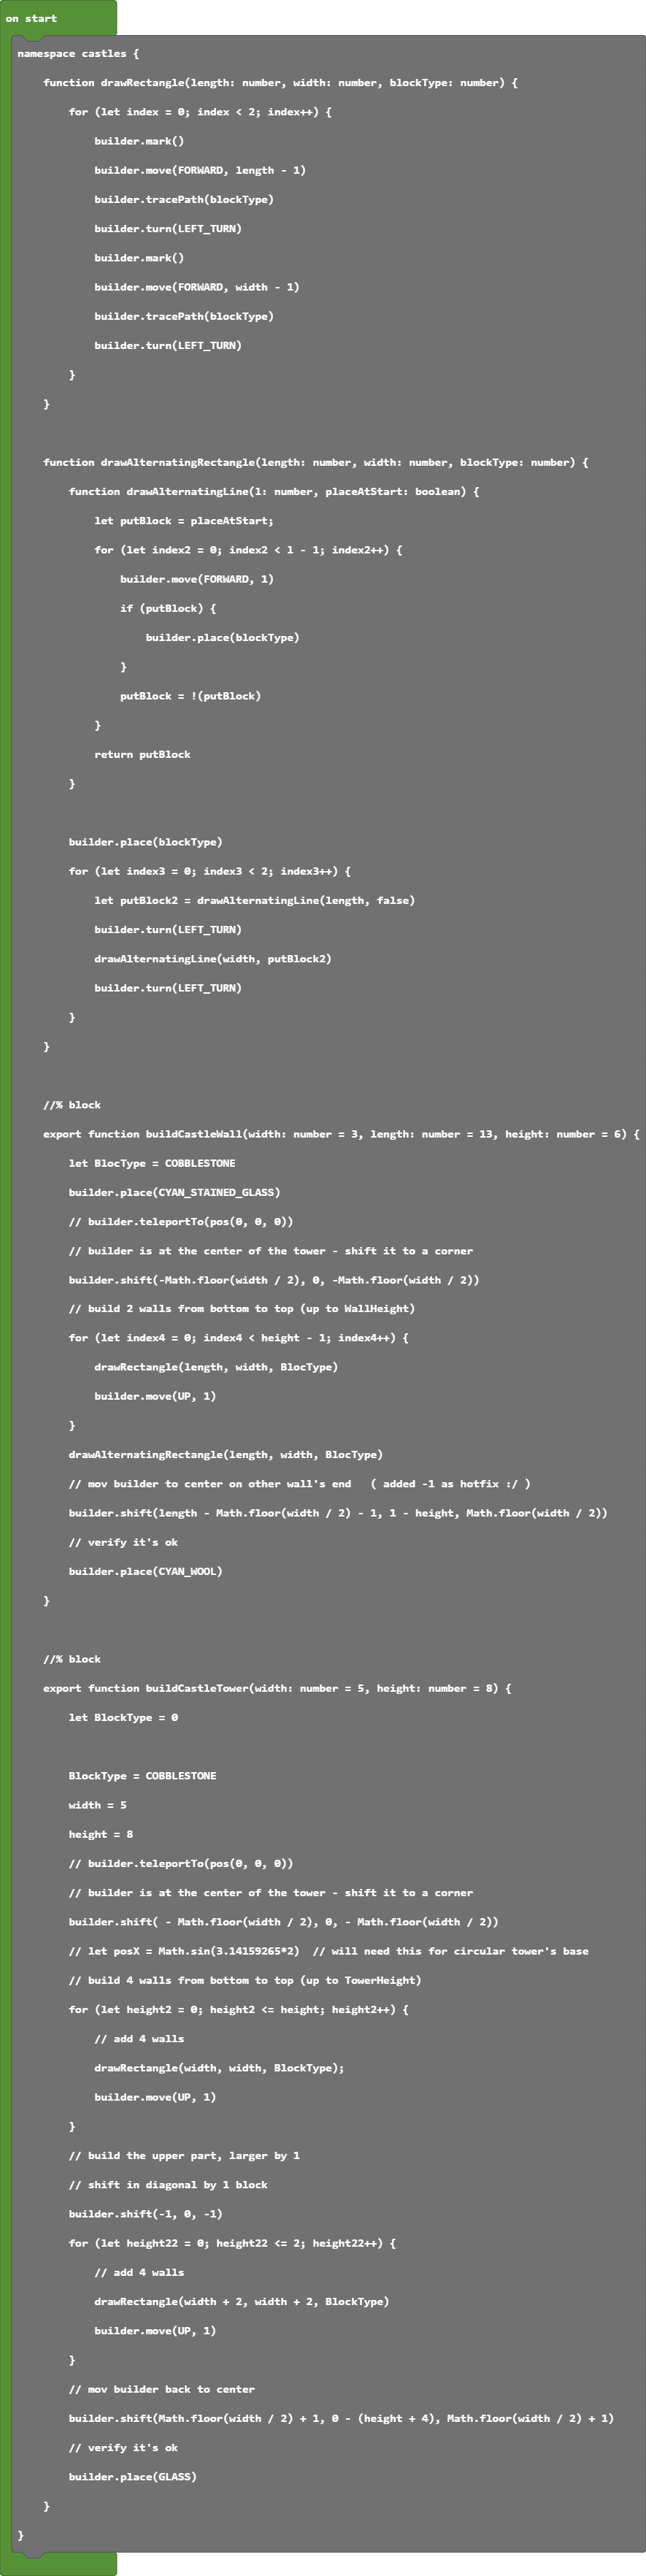 on start
namespace castles {
function drawRectangle(length: number, width: number, blockType: number) {
for (let index = 0; index < 2; index++) {
builder.mark()
builder.move(FORWARD, length - 1)
builder.tracePath(blockType)
builder.turn(LEFT_TURN)
builder.mark()
builder.move(FORWARD, width - 1)
builder.tracePath(blockType)
builder.turn(LEFT_TURN)
}
}
function drawAlternatingRectangle(length: number, width: number, blockType: number) {
function drawAlternatingLine(l: number, placeAtStart: boolean) {
let putBlock = placeAtStart;
for (let index2 = 0; index2 < l - 1; index2++) {
builder.move(FORWARD, 1)
if (putBlock) {
builder.place(blockType)
}
putBlock = !(putBlock)
}
return putBlock
}
builder.place(blockType)
for (let index3 = 0; index3 < 2; index3++) {
let putBlock2 = drawAlternatingLine(length, false)
builder.turn(LEFT_TURN)
drawAlternatingLine(width, putBlock2)
builder.turn(LEFT_TURN)
}
}
//% block
export function buildCastleWall(width: number = 3, length: number = 13, height: number = 6) {
let BlocType = COBBLESTONE
builder.place(CYAN_STAINED_GLASS)
// builder.teleportTo(pos(0, 0, 0))
// builder is at the center of the tower - shift it to a corner
builder.shift(-Math.floor(width / 2), 0, -Math.floor(width / 2))
// build 2 walls from bottom to top (up to WallHeight)
for (let index4 = 0; index4 < height - 1; index4++) {
drawRectangle(length, width, BlocType)
builder.move(UP, 1)
}
drawAlternatingRectangle(length, width, BlocType)
// mov builder to center on other wall's end   ( added -1 as hotfix :/ )
builder.shift(length - Math.floor(width / 2) - 1, 1 - height, Math.floor(width / 2))
// verify it's ok
builder.place(CYAN_WOOL)
}
//% block
export function buildCastleTower(width: number = 5, height: number = 8) {
let BlockType = 0
BlockType = COBBLESTONE
width = 5
height = 8
// builder.teleportTo(pos(0, 0, 0))
// builder is at the center of the tower - shift it to a corner
builder.shift( - Math.floor(width / 2), 0, - Math.floor(width / 2))
// let posX = Math.sin(3.14159265*2)  // will need this for circular tower's base
// build 4 walls from bottom to top (up to TowerHeight)
for (let height2 = 0; height2 <= height; height2++) {
// add 4 walls
drawRectangle(width, width, BlockType);
builder.move(UP, 1)
}
// build the upper part, larger by 1
// shift in diagonal by 1 block
builder.shift(-1, 0, -1)
for (let height22 = 0; height22 <= 2; height22++) {
// add 4 walls
drawRectangle(width + 2, width + 2, BlockType)
builder.move(UP, 1)
}
// mov builder back to center
builder.shift(Math.floor(width / 2) + 1, 0 - (height + 4), Math.floor(width / 2) + 1)
// verify it's ok
builder.place(GLASS)
}
}